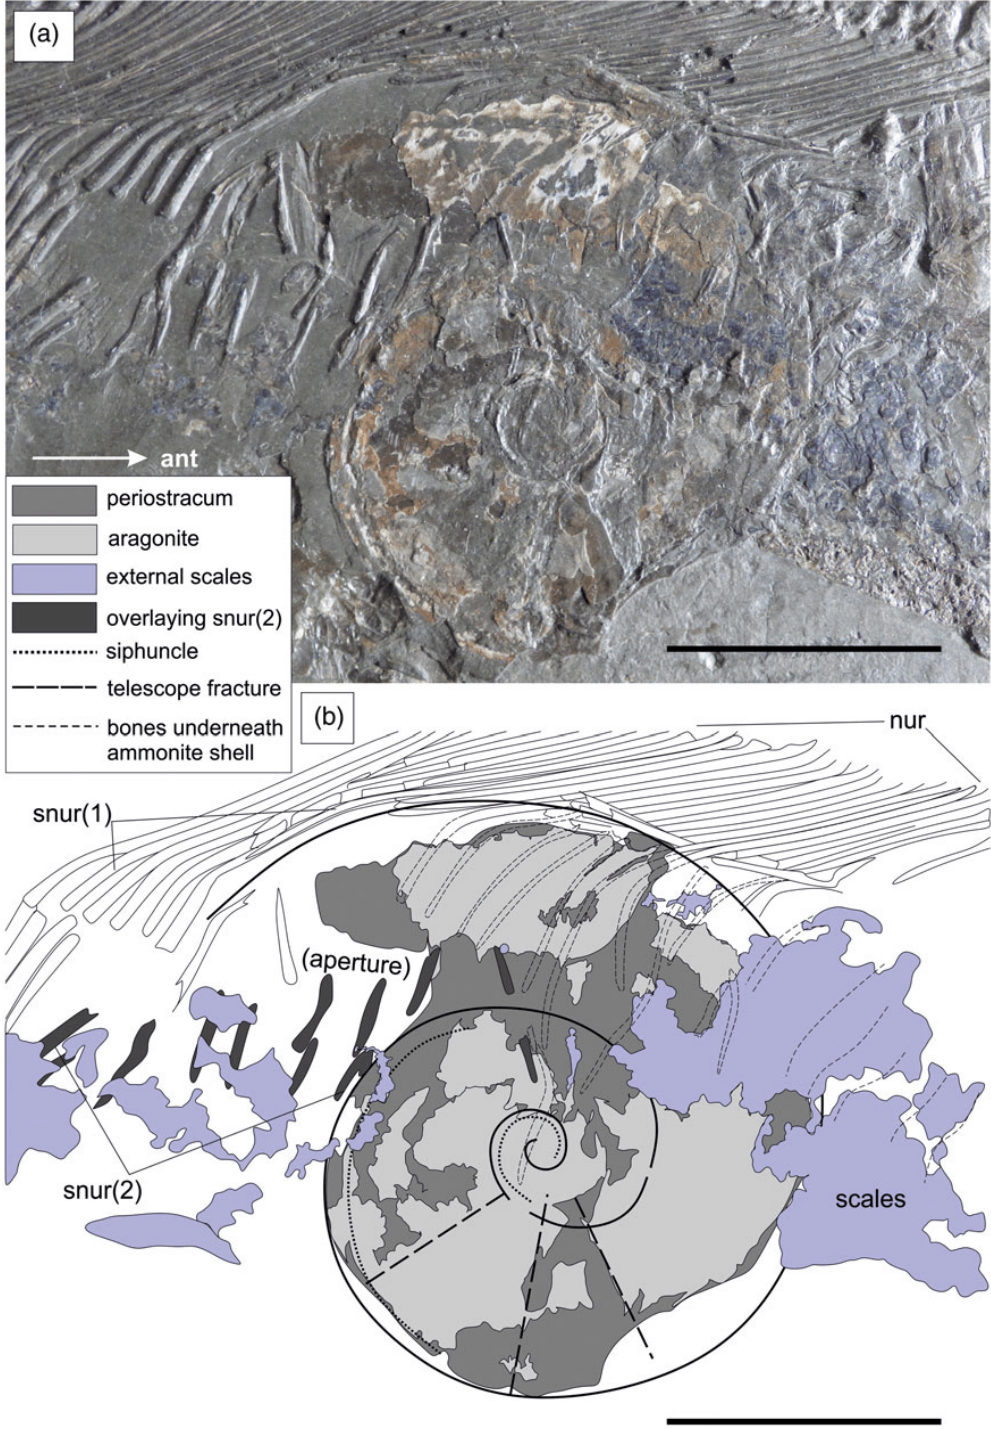 (a)
ant
periostracum
aragonite
external scales
overlaying snur(2)
siphuncle
telescope fracture
bones underneath
ammonite shell
(b)
nur
snur(1)
(aperture)
snur(2)
scales